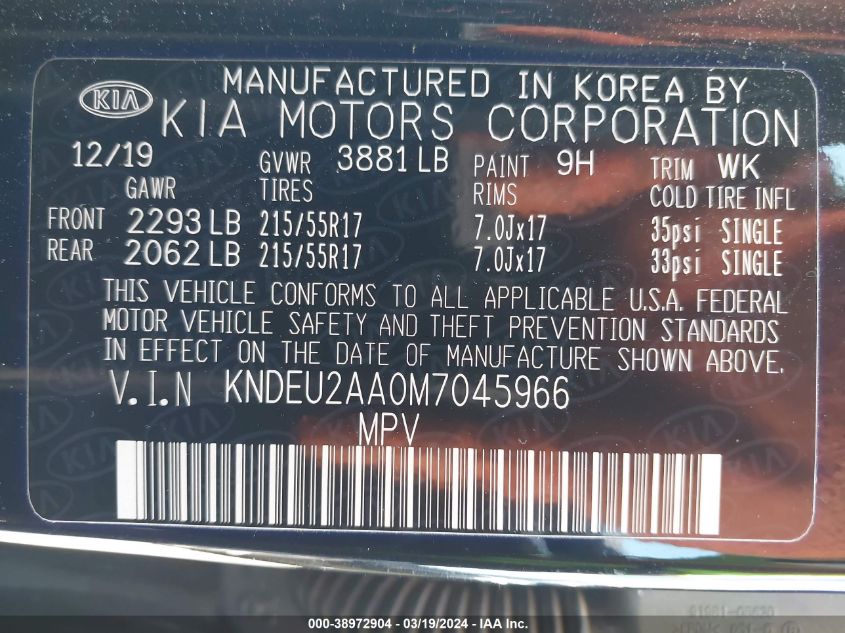 MANUFACTURED IN KOREA BY
KIA KIA MOTORS CORPORATION
12/19 GVWR 3881 LB PAINT 9H TRIM WK
GAWR TIRES RIMS COLD TIRE INFL
FRONT 2293 LB 215/55R17 7.0Jx17 35psi SINGLE
REAR 2062 LB 215/55R17 7.0Jx17 33psi SINGLE
THIS VEHICLE CONFORMS TO ALL APPLICABLE U.S.A. FEDERAL
MOTOR VEHICLE SAFETY AND THEFT PREVENTION STANDARDS
IN EFFECT ON THE DATE OF MANUFACTURE SHOWN ABOVE.
V.I.N KNDEU2AA0M7045966
MPV
000-38972904 - 03/19/2024 - IAA Inc.